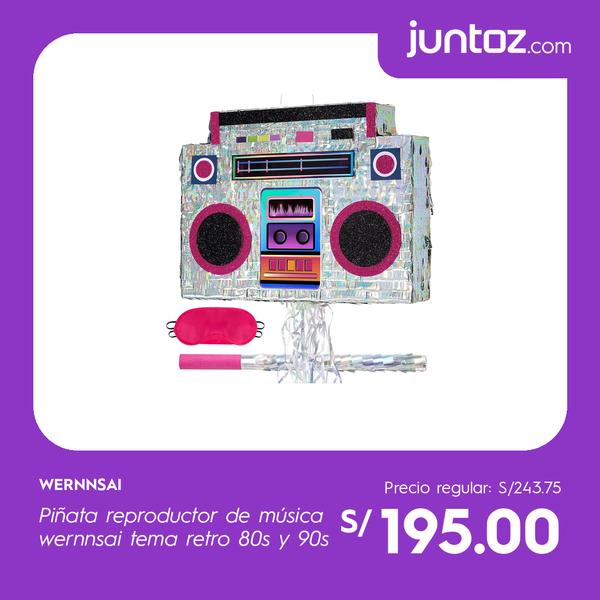 juntoz.com
WERNNSAI
Piñata reproductor de música
wernnsai tema retro 80s y 90s
Precio regular: S/243.75
S/195.00